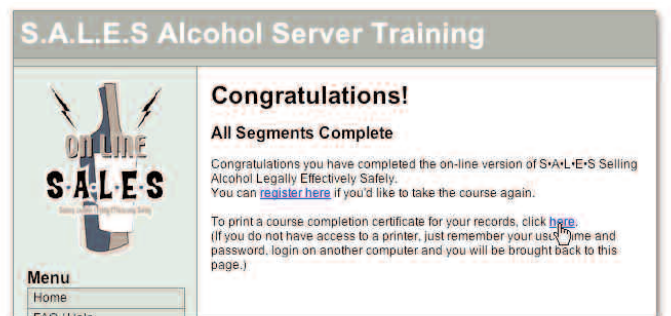 S.A.L.E.S Alcohol Server Training
ON LINE
S·A·L·E·S
Congratulations!
All Segments Complete
Congratulations you have completed the on-line version of S•A•L•E•S Selling
Alcohol Legally Effectively Safely.
You can register here if you'd like to take the course again.
To print a course completion certificate for your records, click here.
(If you do not have access to a printer, just remember your username and
password, login on another computer and you will be brought back to this
page.)
Menu
Home